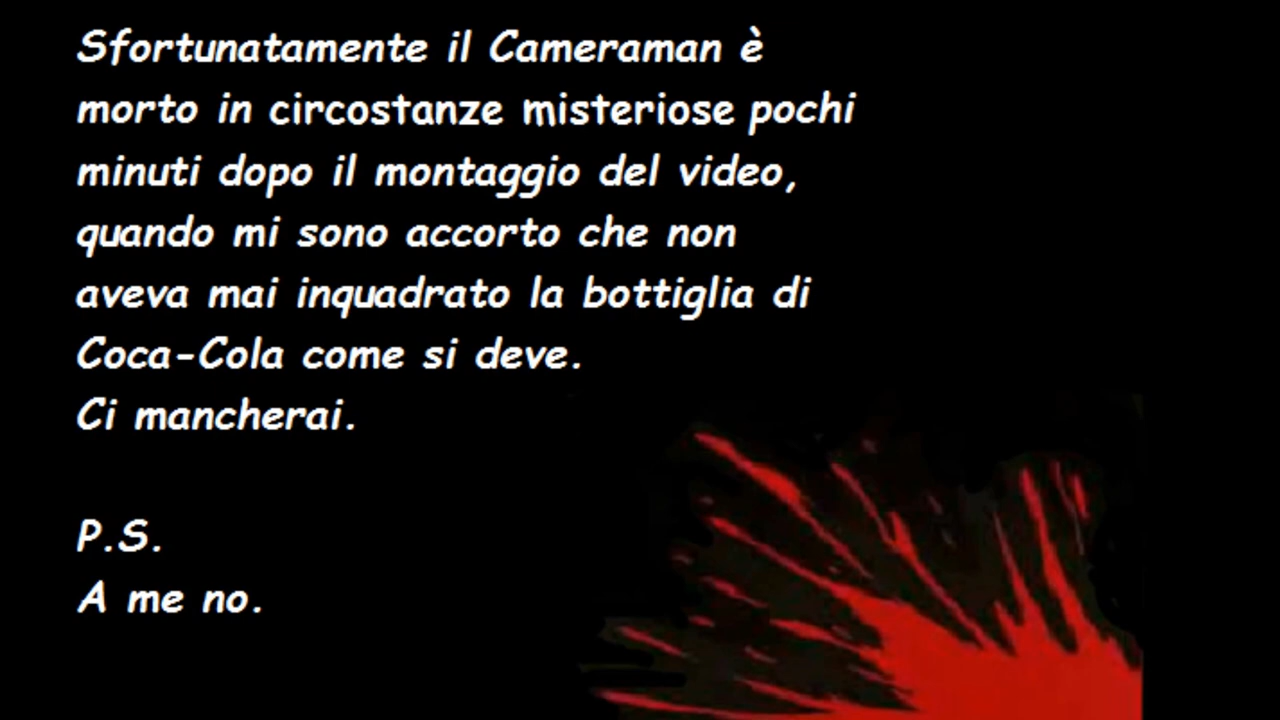 Sfortunatamente il Cameraman è
morto in circostanze misteriose pochi
minuti dopo il montaggio del video,
quando mi sono accorto che non
aveva mai inquadrato la bottiglia di
Coca-Cola come si deve.
Ci mancherai.
P.S.
A me no.